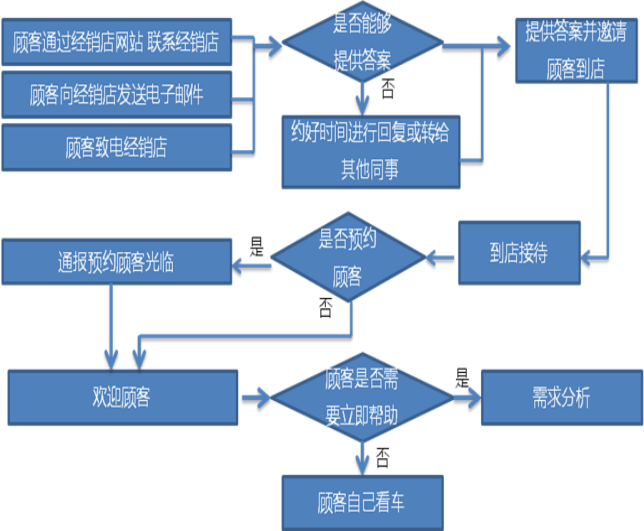 顾客通过经销店网站 联系经销店
顾客向经销店发送电子邮件
顾客致电经销店
是否能够
提供答案
否
约好时间进行回复或转给
其他同事
提供答案并邀请
顾客到店
到店接待
是否预约
顾客
是
否
通报预约顾客光临
欢迎顾客
顾客是否需
要立即帮助
是
需求分析
否
顾客自己看车